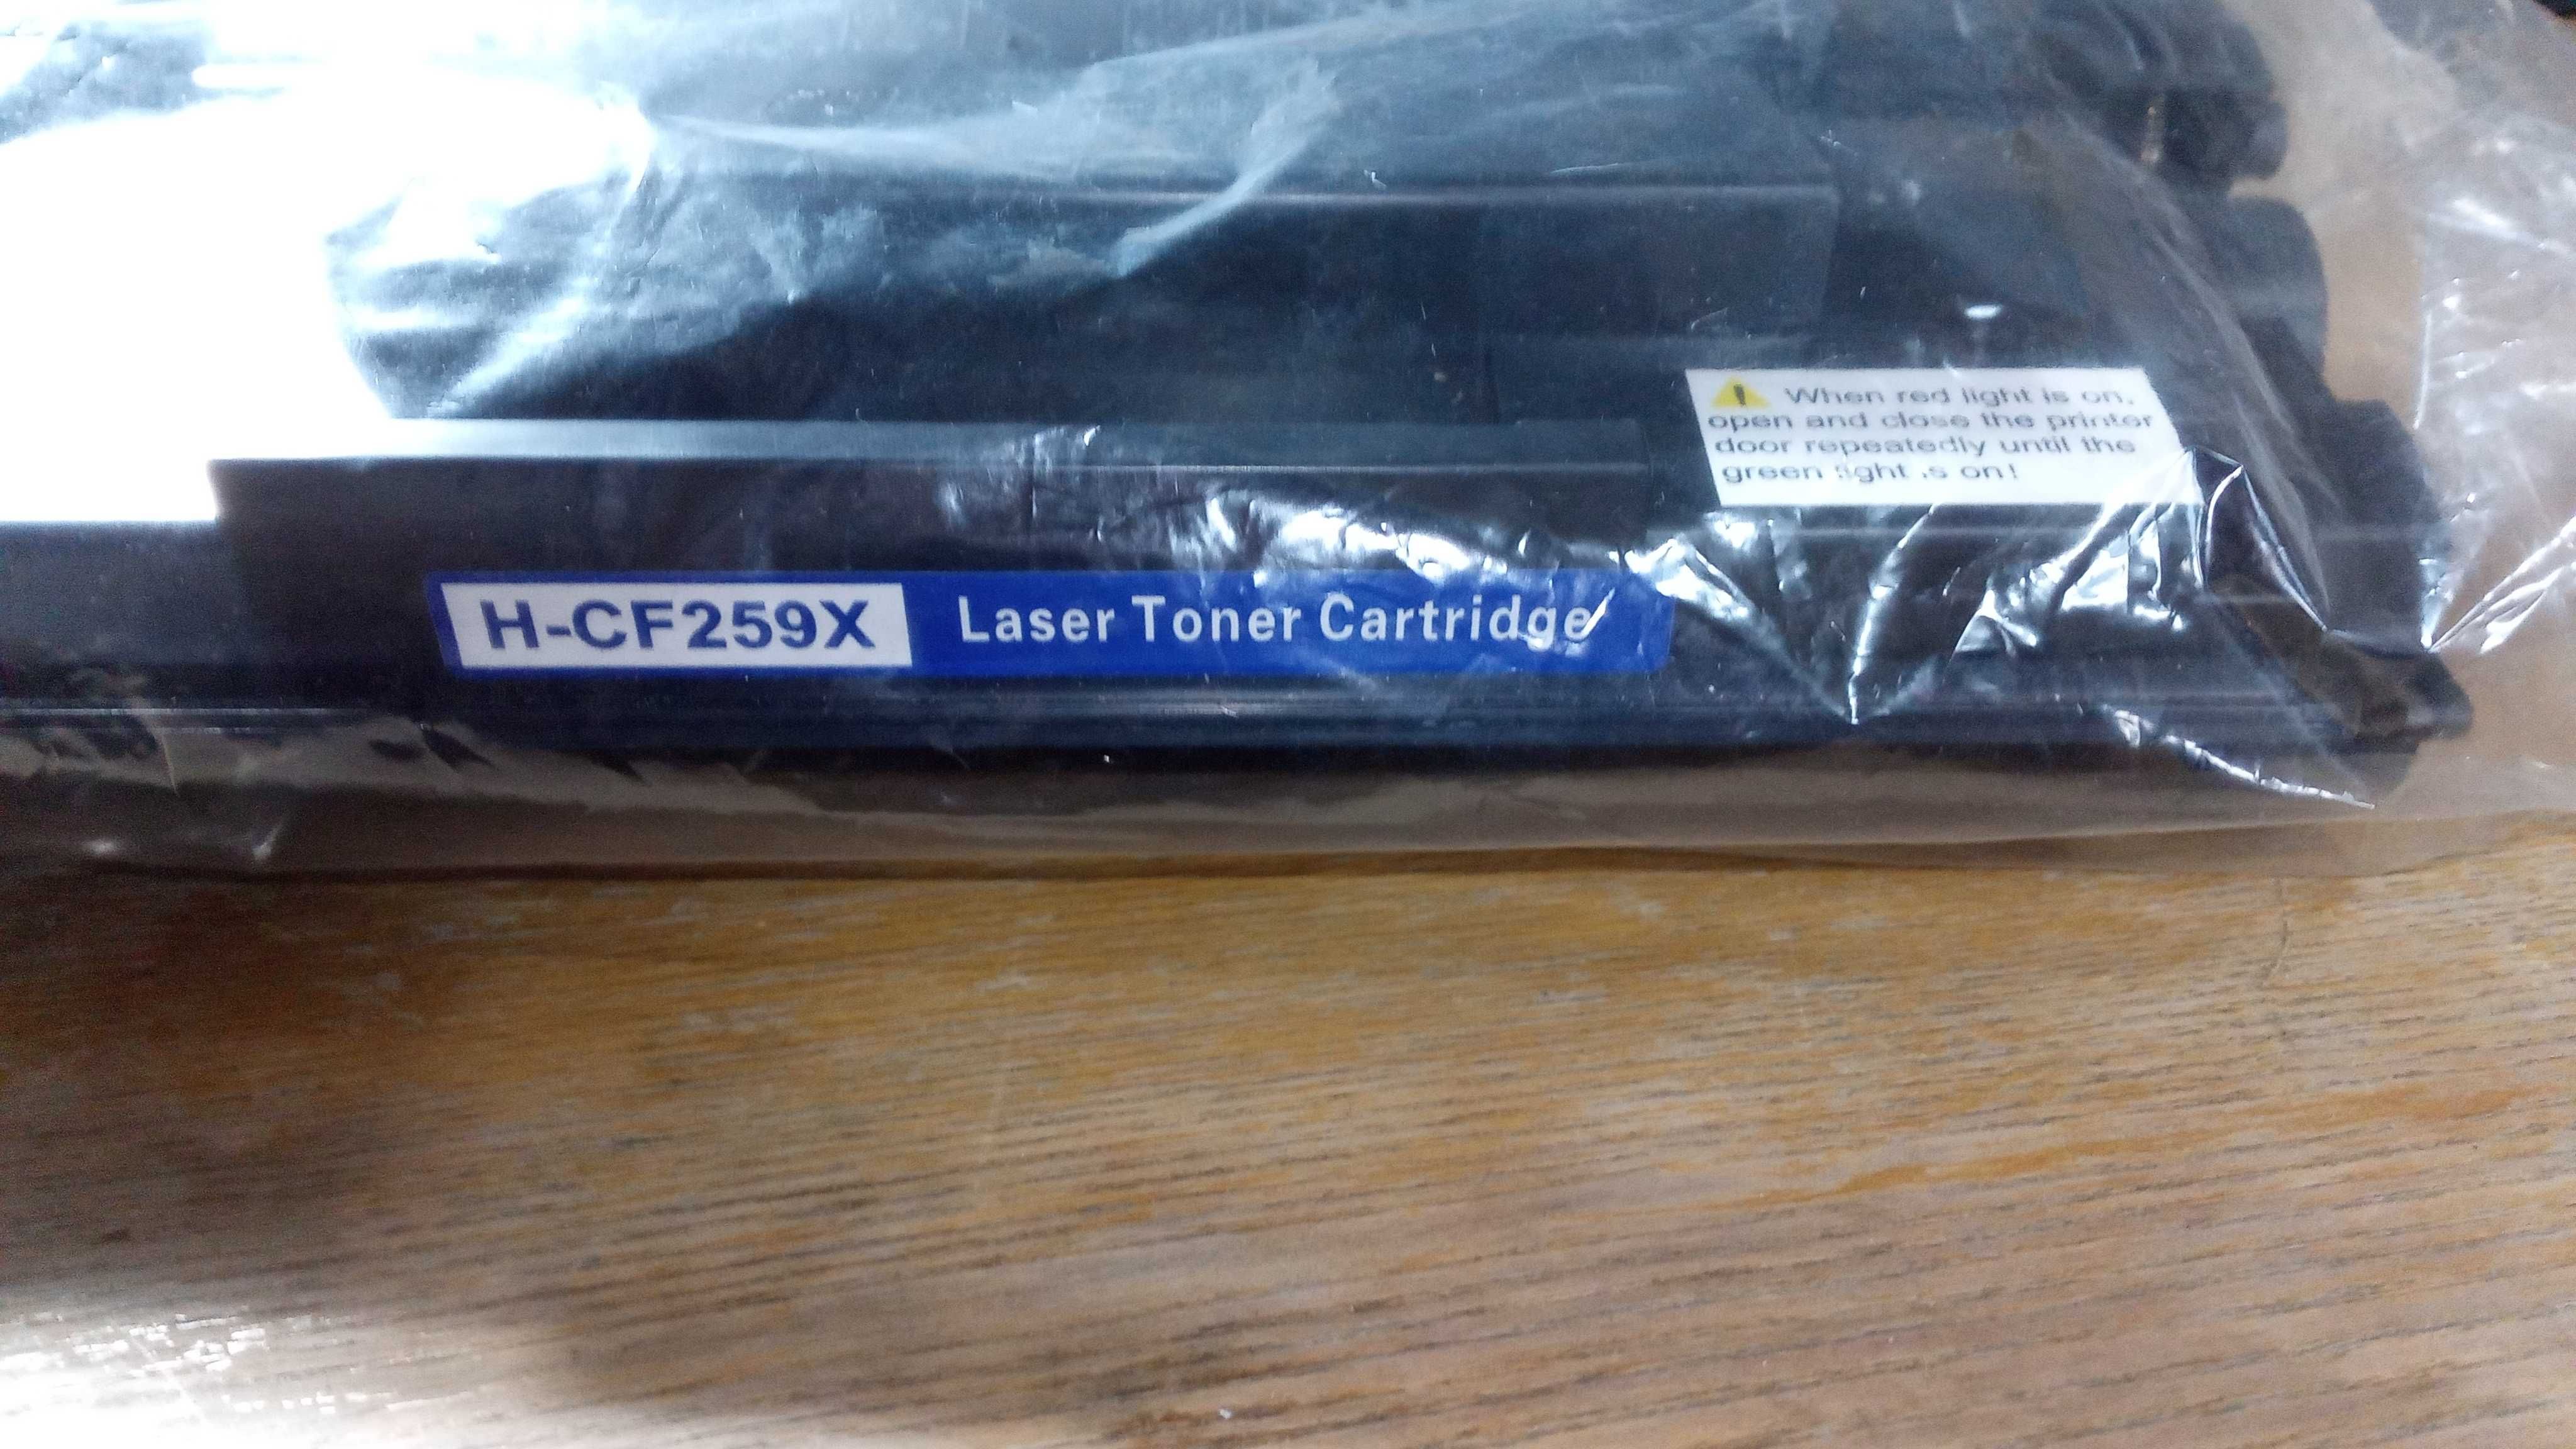 When red light is on,
open and close the printer
door repeatedly until the
green light is on!
H-CF259X Laser Toner Cartridge